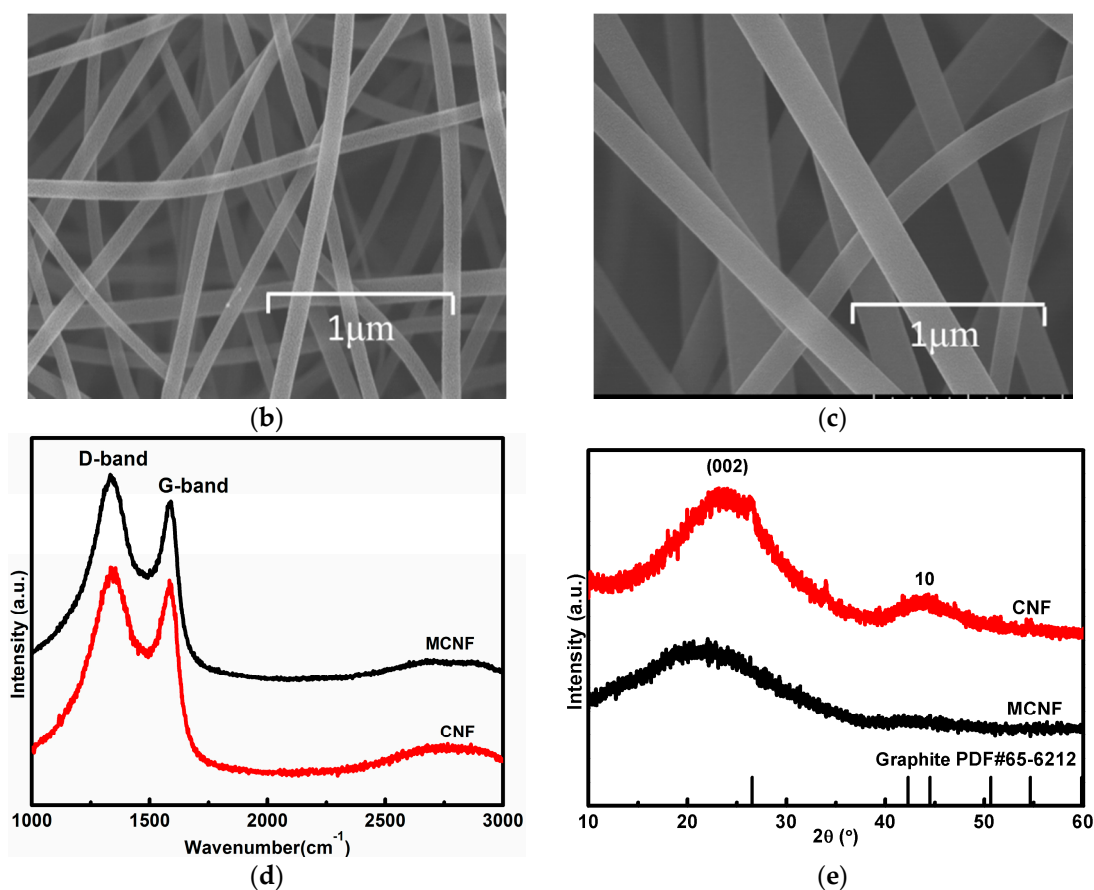 1μm
1μm
(b)
(c)
D-band
G-band
MCNF
CNF
Intensity (a.u.)
1000
1500
2000
2500
3000
Wavenumber(cm⁻¹)
(d)
(002)
10
CNF
MCNF
Graphite PDF#65-6212
Intensity (a.u.)
10
20
30
40
50
60
2θ (°)
(e)